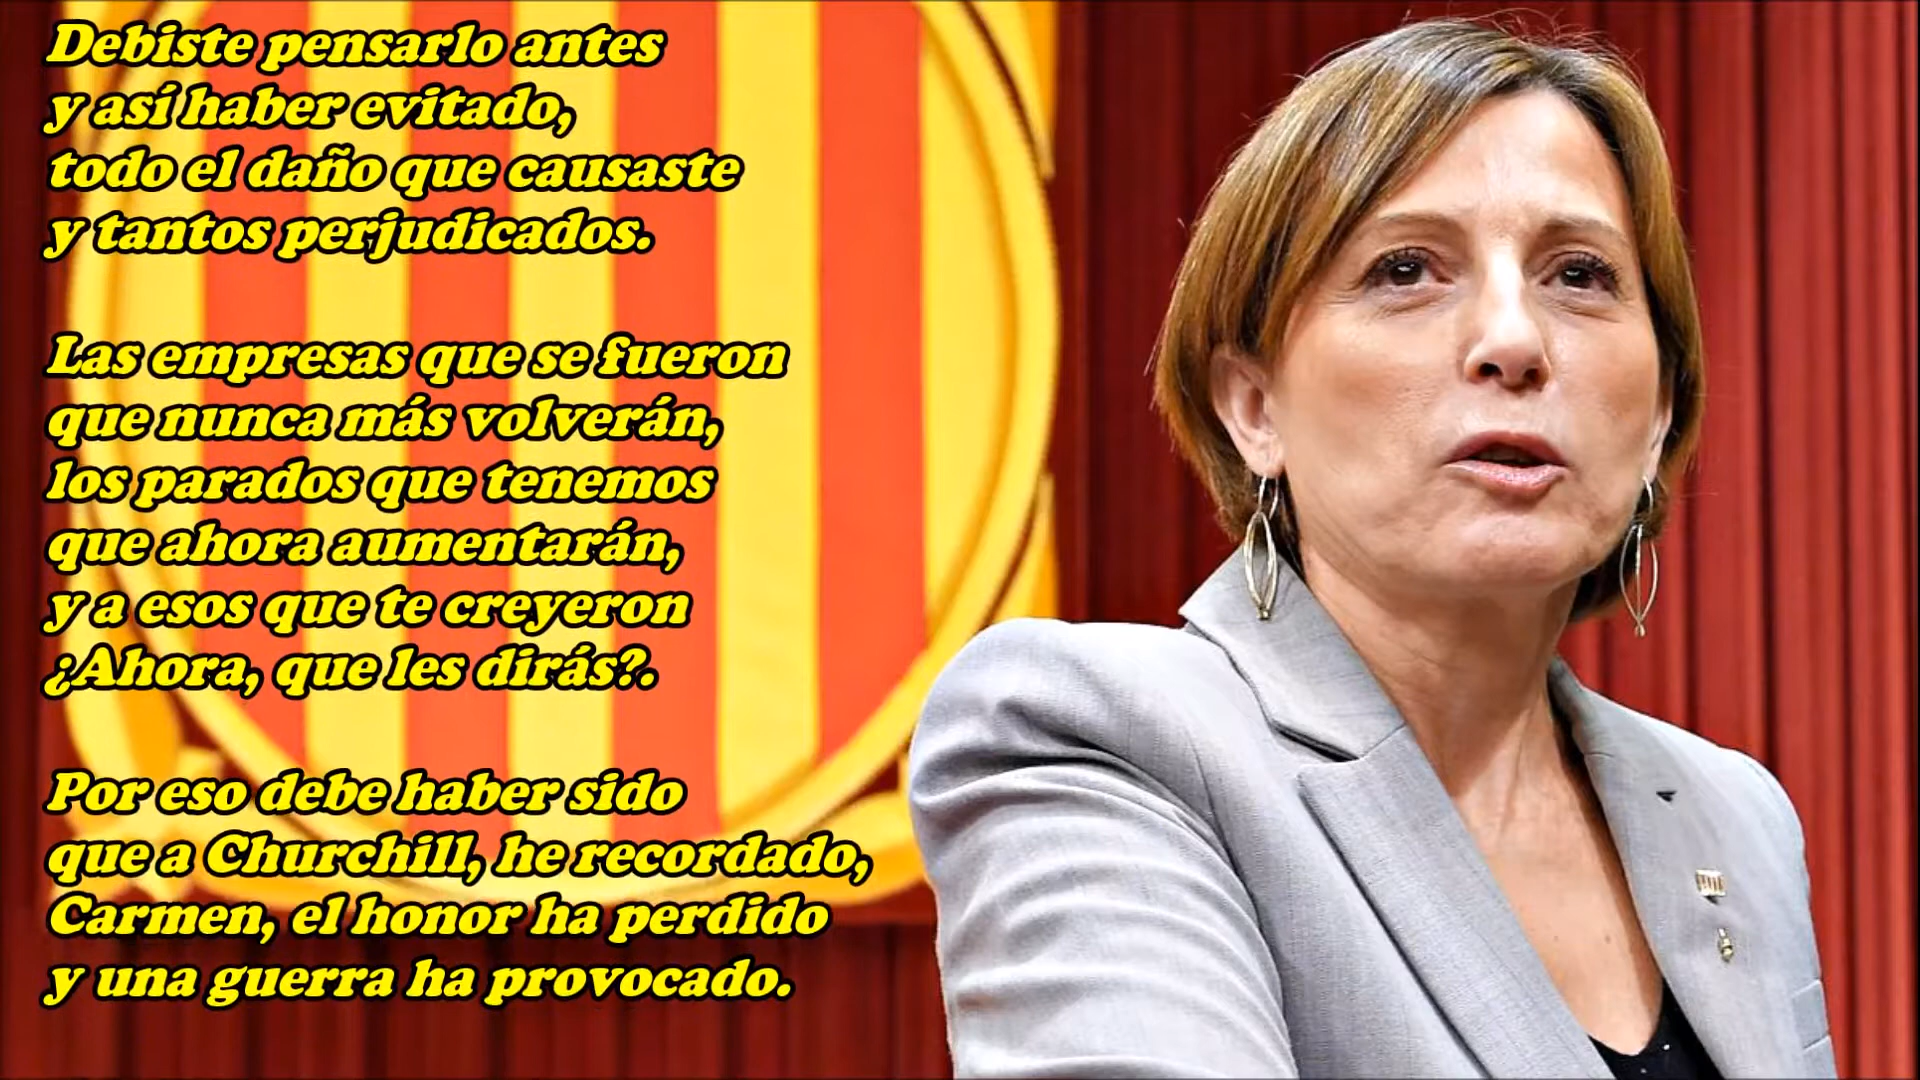 Debiste pensarlo antes
y así haber evitado,
todo el daño que causaste
y tantos perjudicados.
Las empresas que se fueron
que nunca más volverán,
los parados que tenemos
que ahora aumentarán,
y a esos que te creyeron
¿Ahora, que les dirás?.
Por eso debe haber sido
que a Churchill, he recordado,
Carmen, el honor ha perdido
y una guerra ha provocado.